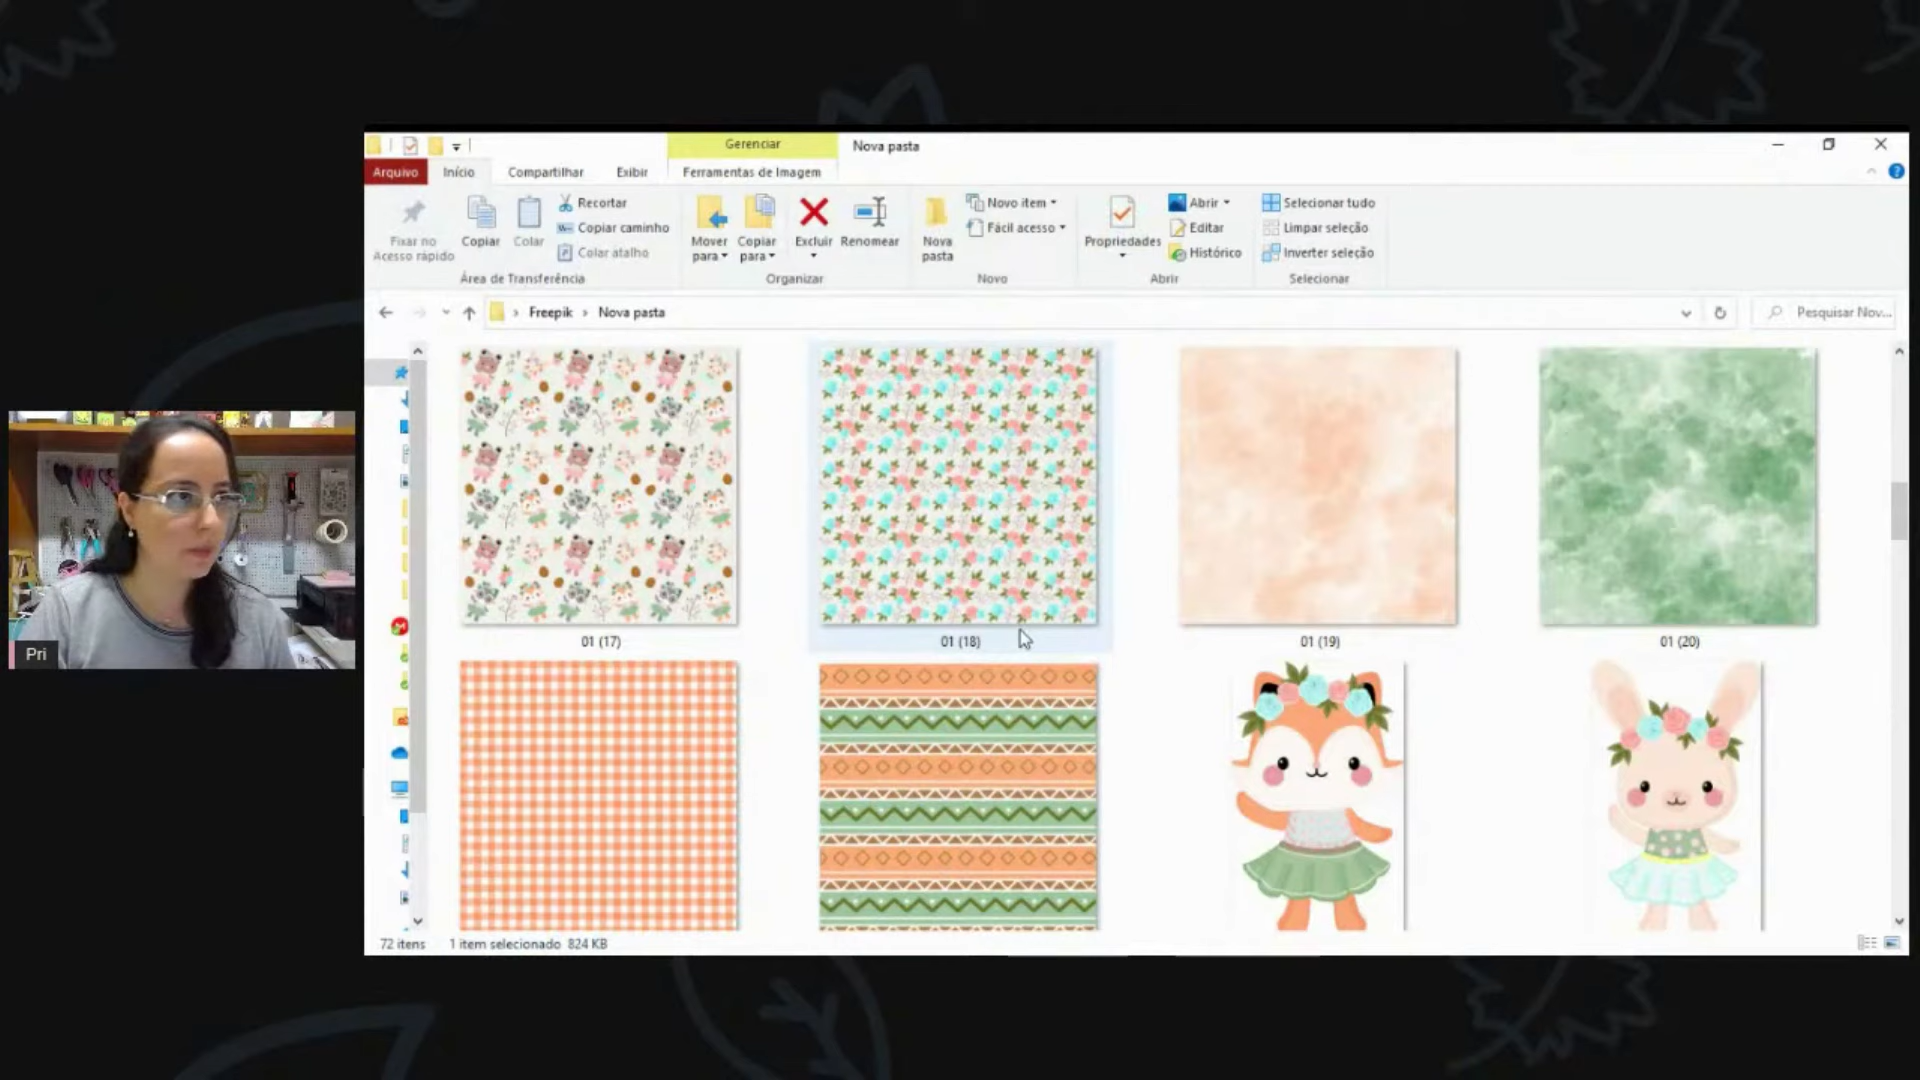 Gerenciar
Nova pasta
Arquivo
Início
Compartilhar
Exibir
Ferramentas de Imagem
Fixar no
Acesso rápido
Copiar
Colar
Recortar
Copiar caminho
Colar atalho
Área de Transferência
Mover
para
Copiar
para
Excluir
Renomear
Organizar
Nova
pasta
Novo item
Fácil acesso
Novo
Propriedades
Abrir
Editar
Histórico
Abrir
Selecionar tudo
Limpar seleção
Inverter seleção
Selecionar
Freepik › Nova pasta
Pesquisar Nov...
01 (17)
01 (18)
01 (19)
01 (20)
Pri
72 itens
1 item selecionado 824 KB